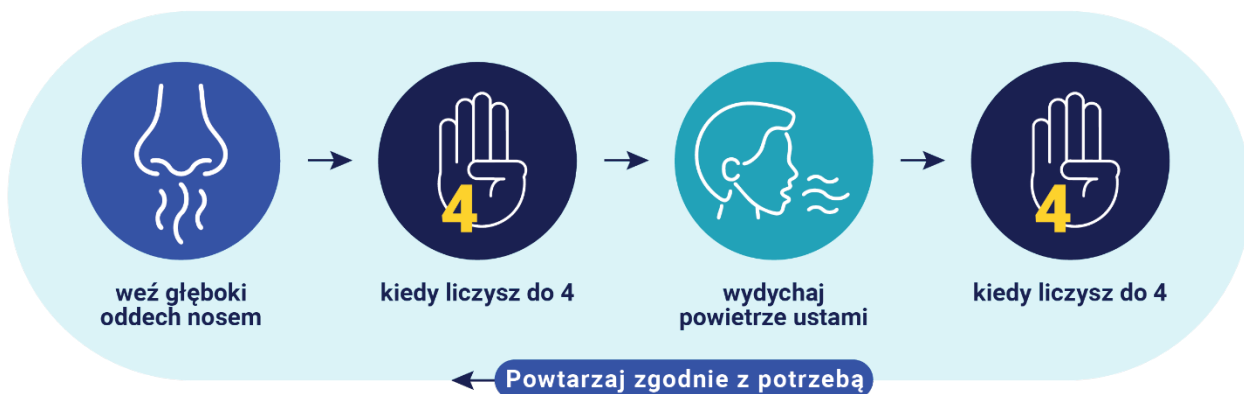 4
4
weź głęboki
oddech nosem
kiedy liczysz do 4
wydychaj
powietrze ustami
kiedy liczysz do 4
Powtarzaj zgodnie z potrzebą